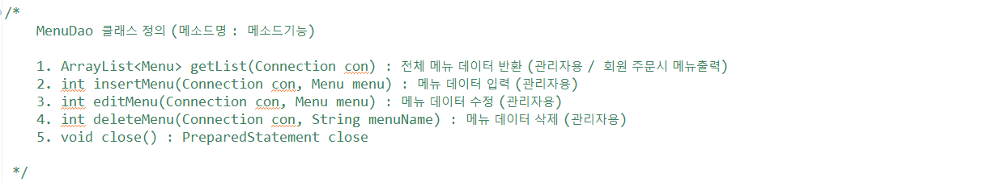 /*
MenuDao 클래스 정의 (메소드명 : 메소드기능)
1. ArrayList<Menu> getList(Connection con) : 전체 메뉴 데이터 반환 (관리자용 / 회원 주문시 메뉴출력)
2. int insertMenu(Connection con, Menu menu) : 메뉴 데이터 입력 (관리자용)
3. int editMenu(Connection con, Menu menu) : 메뉴 데이터 수정 (관리자용)
4. int deleteMenu(Connection con, String menuName) : 메뉴 데이터 삭제 (관리자용)
5. void close() : PreparedStatement close
*/